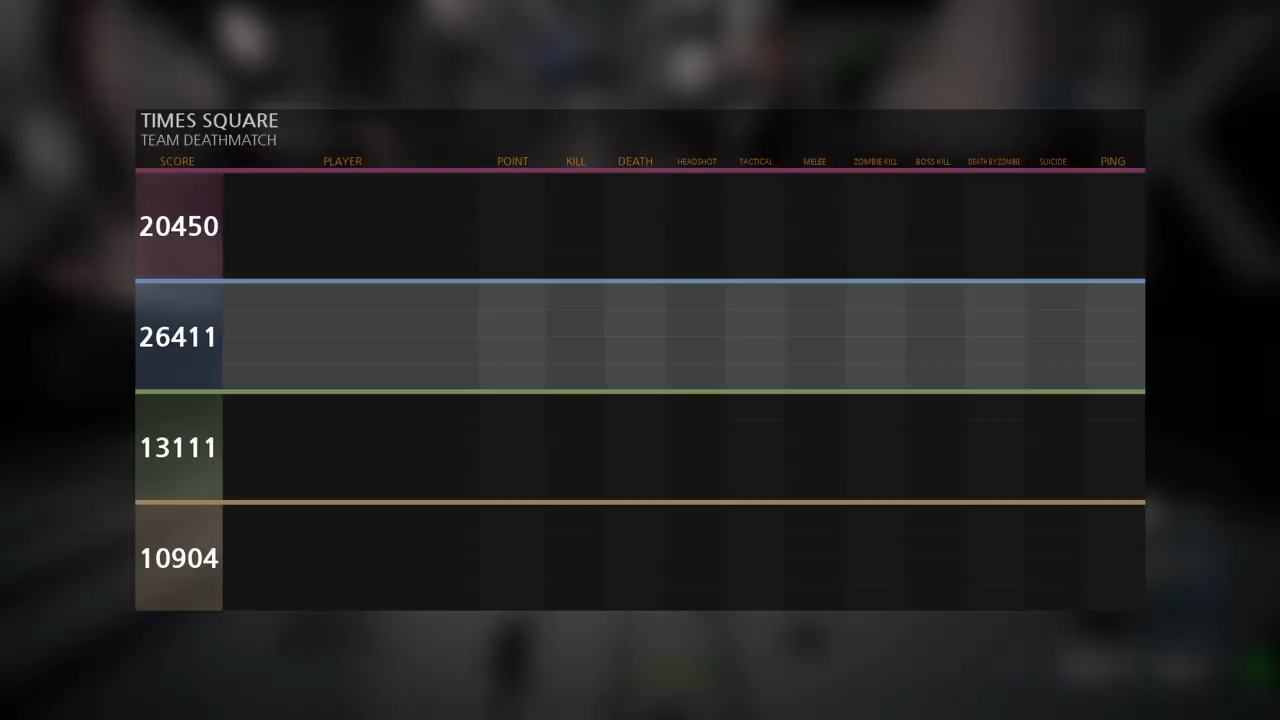 TIMES SQUARE
TEAM DEATHMATCH
SCORE PLAYER POINT KILL DEATH HEADSHOT TACTICAL MELEE ZOMBIE KILL BOSS KILL DEATH BY ZOMBIE SUICIDE PING
20450
26411
13111
10904